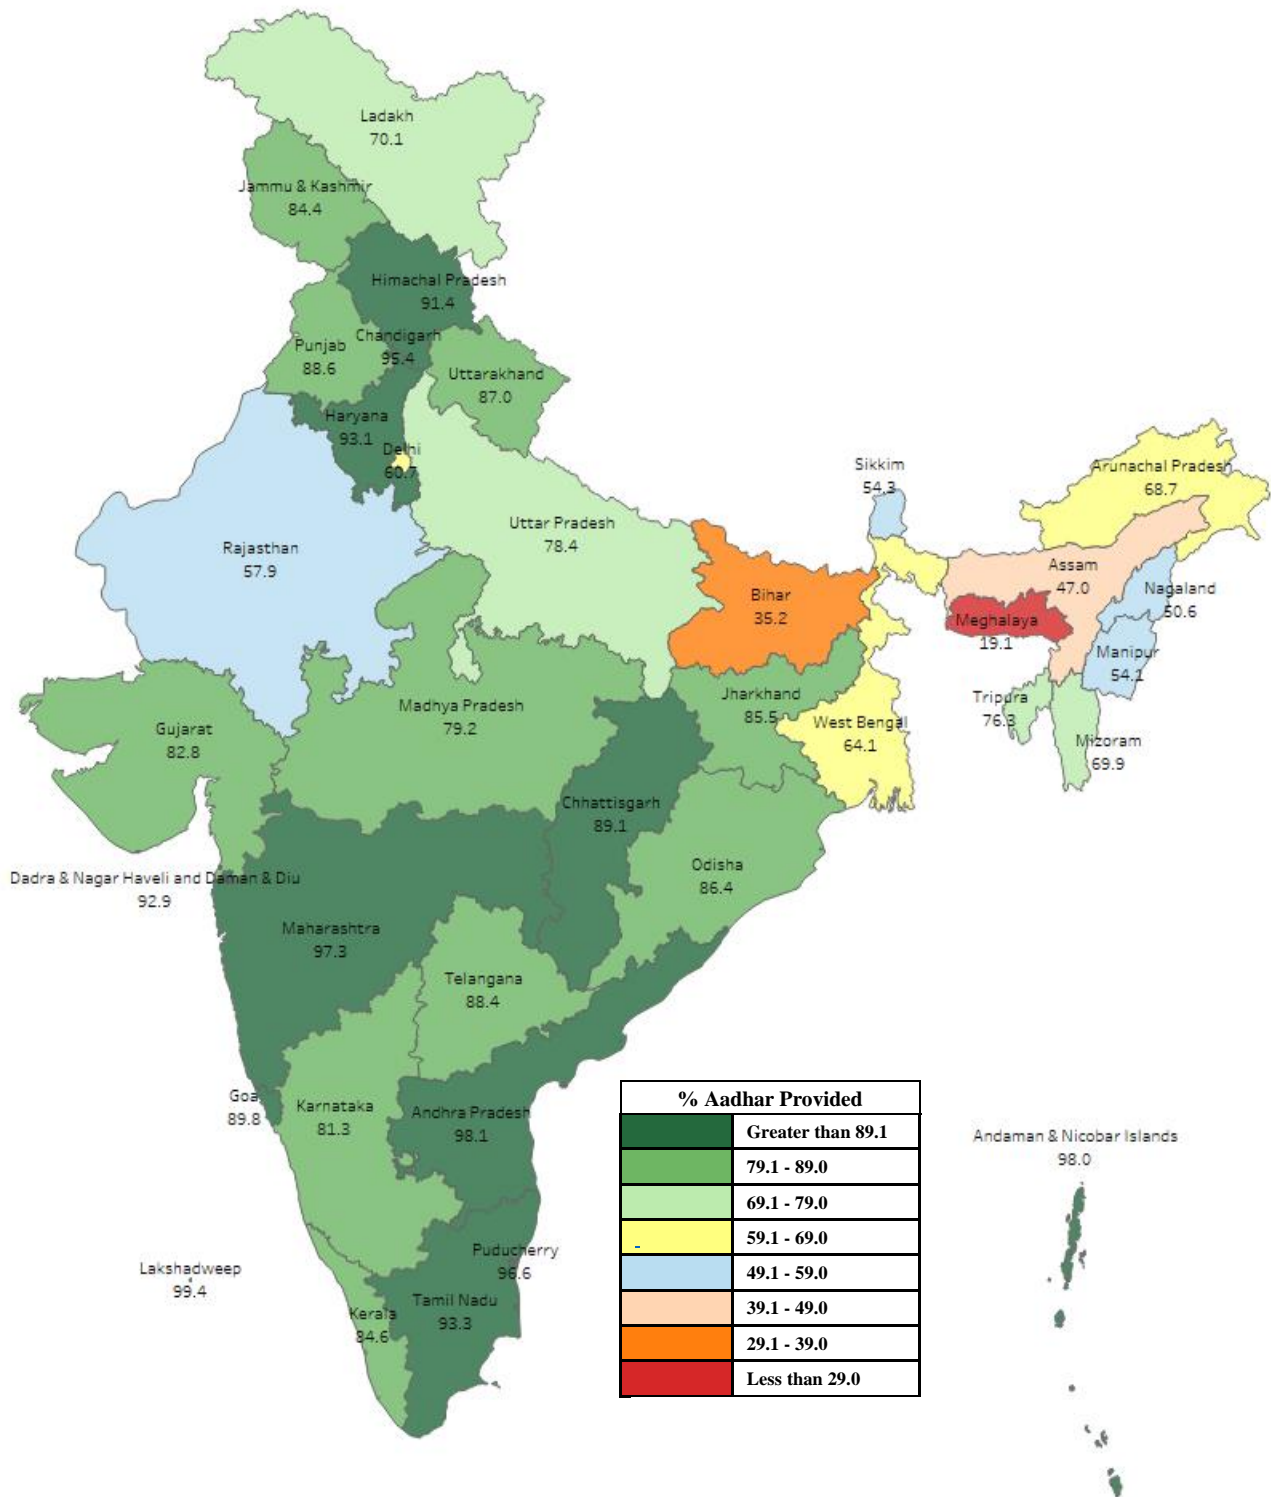 Ladakh
70.1
Jammu & Kashmir
84.4
Himachal Pradesh
91.4
Chandigarh
95.4
Punjab
88.6
Uttarakhand
87.0
Haryana
93.1
Delhi
60.7
Sikkim
54.3
Arunachal Pradesh
68.7
Uttar Pradesh
78.4
Rajasthan
57.9
Assam
47.0
Nagaland
50.6
Bihar
35.2
Meghalaya
19.1
Manipur
54.1
Tripura
76.3
Mizoram
69.9
Jharkhand
85.5
West Bengal
64.1
Madhya Pradesh
79.2
Gujarat
82.8
Chhattisgarh
89.1
Odisha
86.4
Dadra & Nagar Haveli and Daman & Diu
92.9
Maharashtra
97.3
Telangana
88.4
Goa
89.8
Karnataka
81.3
Andhra Pradesh
98.1
% Aadhar Provided
Greater than 89.1
79.1 - 89.0
69.1 - 79.0
59.1 - 69.0
49.1 - 59.0
39.1 - 49.0
29.1 - 39.0
Less than 29.0
Andaman & Nicobar Islands
98.0
Puducherry
96.6
Lakshadweep
99.4
Kerala
84.6
Tamil Nadu
93.3